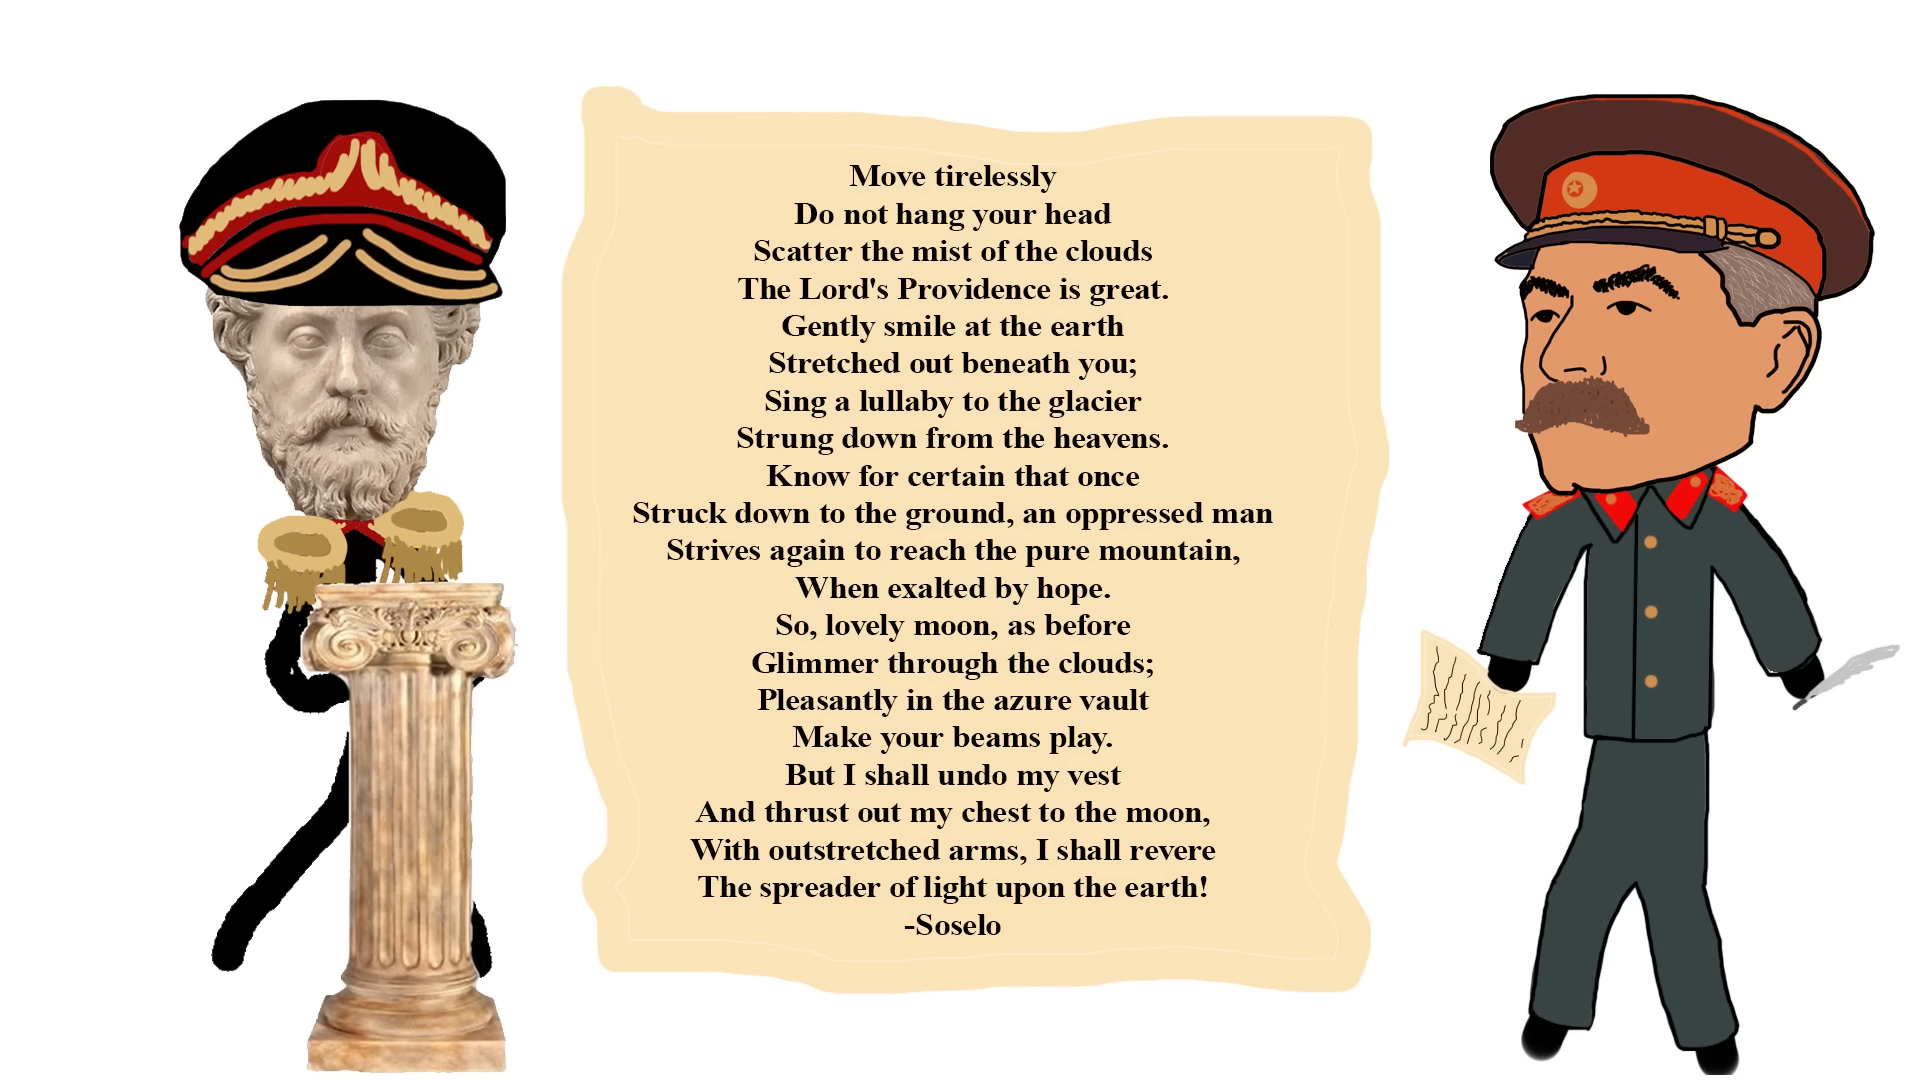 Move tirelessly
Do not hang your head
Scatter the mist of the clouds
The Lord's Providence is great.
Gently smile at the earth
Stretched out beneath you;
Sing a lullaby to the glacier
Strung down from the heavens.
Know for certain that once
Struck down to the ground, an oppressed man
Strives again to reach the pure mountain,
When exalted by hope.
So, lovely moon, as before
Glimmer through the clouds;
Pleasantly in the azure vault
Make your beams play.
But I shall undo my vest
And thrust out my chest to the moon,
With outstretched arms, I shall revere
The spreader of light upon the earth!
-Soselo